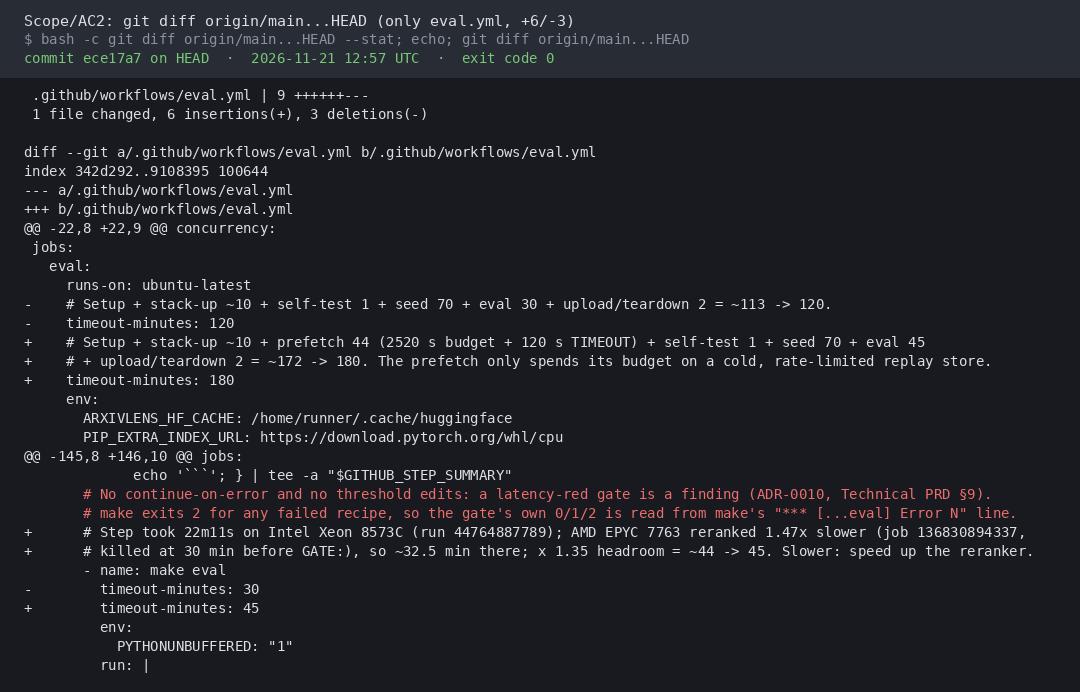 Scope/AC2: git diff origin/main...HEAD (only eval.yml, +6/-3)
$ bash -c git diff origin/main...HEAD --stat; echo; git diff origin/main...HEAD
commit ece17a7 on HEAD  ·  2026-11-21 12:57 UTC  ·  exit code 0
 .github/workflows/eval.yml | 9 ++++++---
 1 file changed, 6 insertions(+), 3 deletions(-)

diff --git a/.github/workflows/eval.yml b/.github/workflows/eval.yml
index 342d292..9108395 100644
--- a/.github/workflows/eval.yml
+++ b/.github/workflows/eval.yml
@@ -22,8 +22,9 @@ concurrency:
 jobs:
   eval:
     runs-on: ubuntu-latest
-    # Setup + stack-up ~10 + self-test 1 + seed 70 + eval 30 + upload/teardown 2 = ~113 -> 120.
-    timeout-minutes: 120
+    # Setup + stack-up ~10 + prefetch 44 (2520 s budget + 120 s TIMEOUT) + self-test 1 + seed 70 + eval 45
+    # + upload/teardown 2 = ~172 -> 180. The prefetch only spends its budget on a cold, rate-limited replay store.
+    timeout-minutes: 180
     env:
       ARXIVLENS_HF_CACHE: /home/runner/.cache/huggingface
       PIP_EXTRA_INDEX_URL: https://download.pytorch.org/whl/cpu
@@ -145,8 +146,10 @@ jobs:
             echo '```'; } | tee -a "$GITHUB_STEP_SUMMARY"
       # No continue-on-error and no threshold edits: a latency-red gate is a finding (ADR-0010, Technical PRD §9).
       # make exits 2 for any failed recipe, so the gate's own 0/1/2 is read from make's "*** [...eval] Error N" line.
+      # Step took 22m11s on Intel Xeon 8573C (run 44764887789); AMD EPYC 7763 reranked 1.47x slower (job 136830894337,
+      # killed at 30 min before GATE:), so ~32.5 min there; x 1.35 headroom = ~44 -> 45. Slower: speed up the reranker.
       - name: make eval
-        timeout-minutes: 30
+        timeout-minutes: 45
         env:
           PYTHONUNBUFFERED: "1"
         run: |